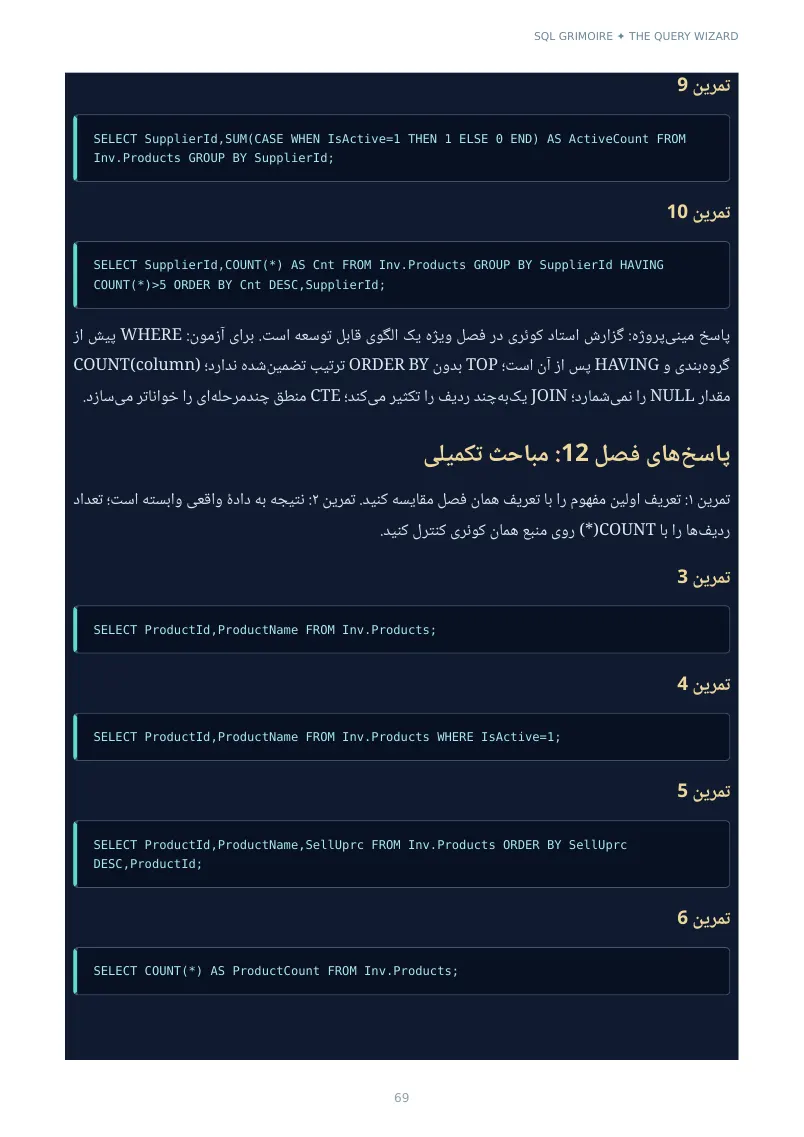 SQL GRIMOIRE ✦ THE QUERY WIZARD
تمرین 9
SELECT SupplierId,SUM(CASE WHEN IsActive=1 THEN 1 ELSE 0 END) AS ActiveCount FROM
Inv.Products GROUP BY SupplierId;
تمرین 10
SELECT SupplierId,COUNT(*) AS Cnt FROM Inv.Products GROUP BY SupplierId HAVING
COUNT(*)>5 ORDER BY Cnt DESC,SupplierId;
پاسخ مینی‌پروژه: گزارش استاد کوئری در فصل ویژه یک الگوی قابل توسعه است. برای آزمون: WHERE پیش از
گروه‌بندی و HAVING پس از آن است؛ TOP بدون ORDER BY ترتیب تضمین‌شده ندارد؛ COUNT(column)
مقدار NULL را نمی‌شمارد؛ JOIN یک‌به‌چند ردیف را تکثیر می‌کند؛ CTE منطق چندمرحله‌ای را خواناتر می‌سازد.
پاسخ‌های فصل 12: مباحث تکمیلی
تمرین ۱: تعریف اولین مفهوم را با تعریف همان فصل مقایسه کنید. تمرین ۲: نتیجه به دادهٔ واقعی وابسته است؛ تعداد
ردیف‌ها را با COUNT(*) روی منبع همان کوئری کنترل کنید.
تمرین 3
SELECT ProductId,ProductName FROM Inv.Products;
تمرین 4
SELECT ProductId,ProductName FROM Inv.Products WHERE IsActive=1;
تمرین 5
SELECT ProductId,ProductName,SellUprc FROM Inv.Products ORDER BY SellUprc
DESC,ProductId;
تمرین 6
SELECT COUNT(*) AS ProductCount FROM Inv.Products;
69